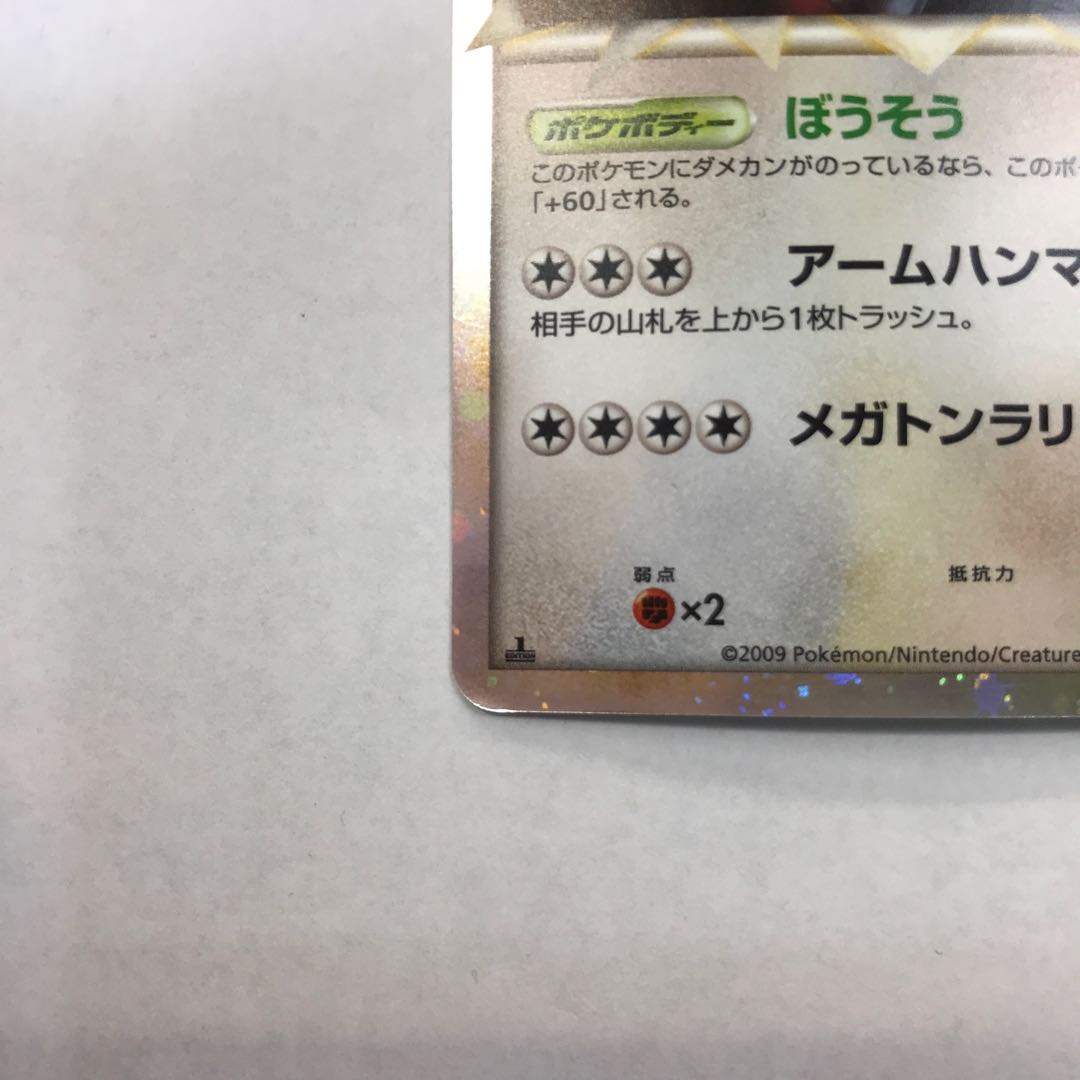 ポケボディー ぼうそう
このポケモンにダメカンがのっているなら、このポ
「+60」される。
アームハンマ
相手の山札を上から1枚トラッシュ。
メガトンラリ
弱点 抵抗力
×2
1 EDITION
©2009 Pokémon/Nintendo/Creature